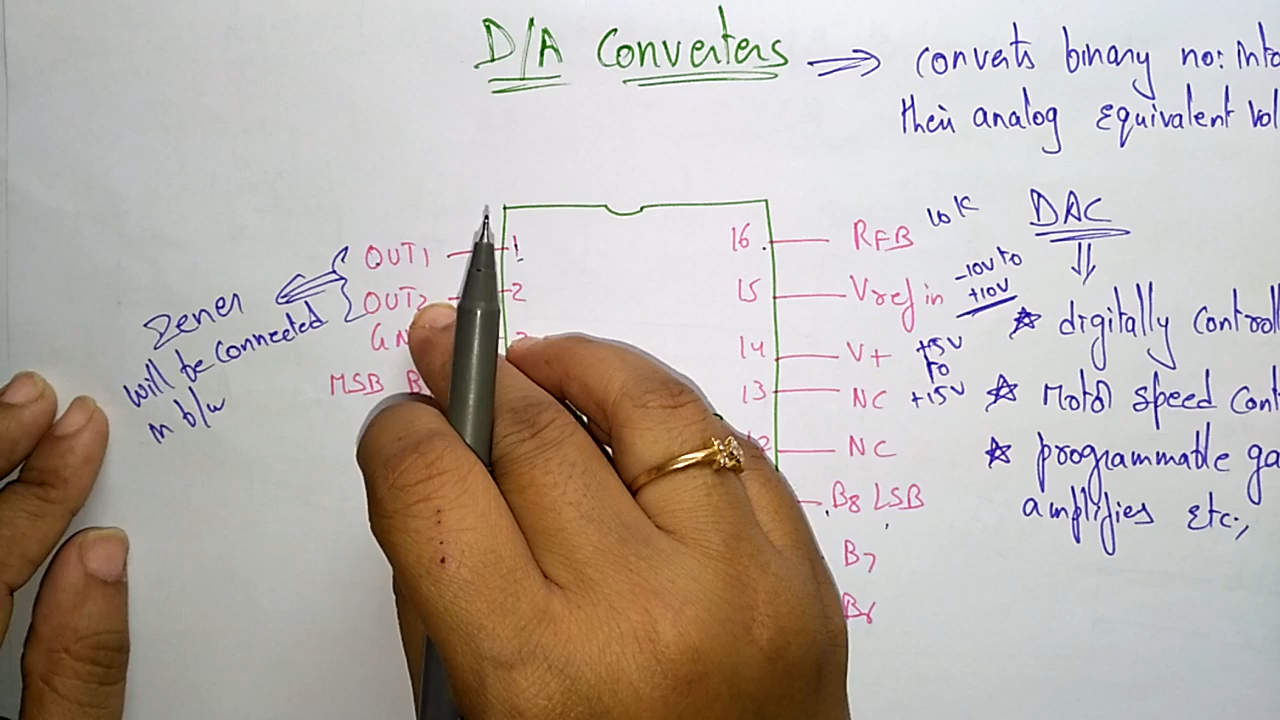 D/A Converters ⇒ converts binary no: into
their analog equivalent Vol
OUT1 1
OUT2 2
GN
MSB B
Zener
will be connected
in b/w
16 RFB 10K
15 Vref in -10V to
+10V
14 V+ +5V
to
+15V
13 NC
NC
B8 LSB
B7
B6
DAC
⇓
☆ digitally Controll
☆ Motor speed Cont
☆ programmable ga
amplifies Etc.,